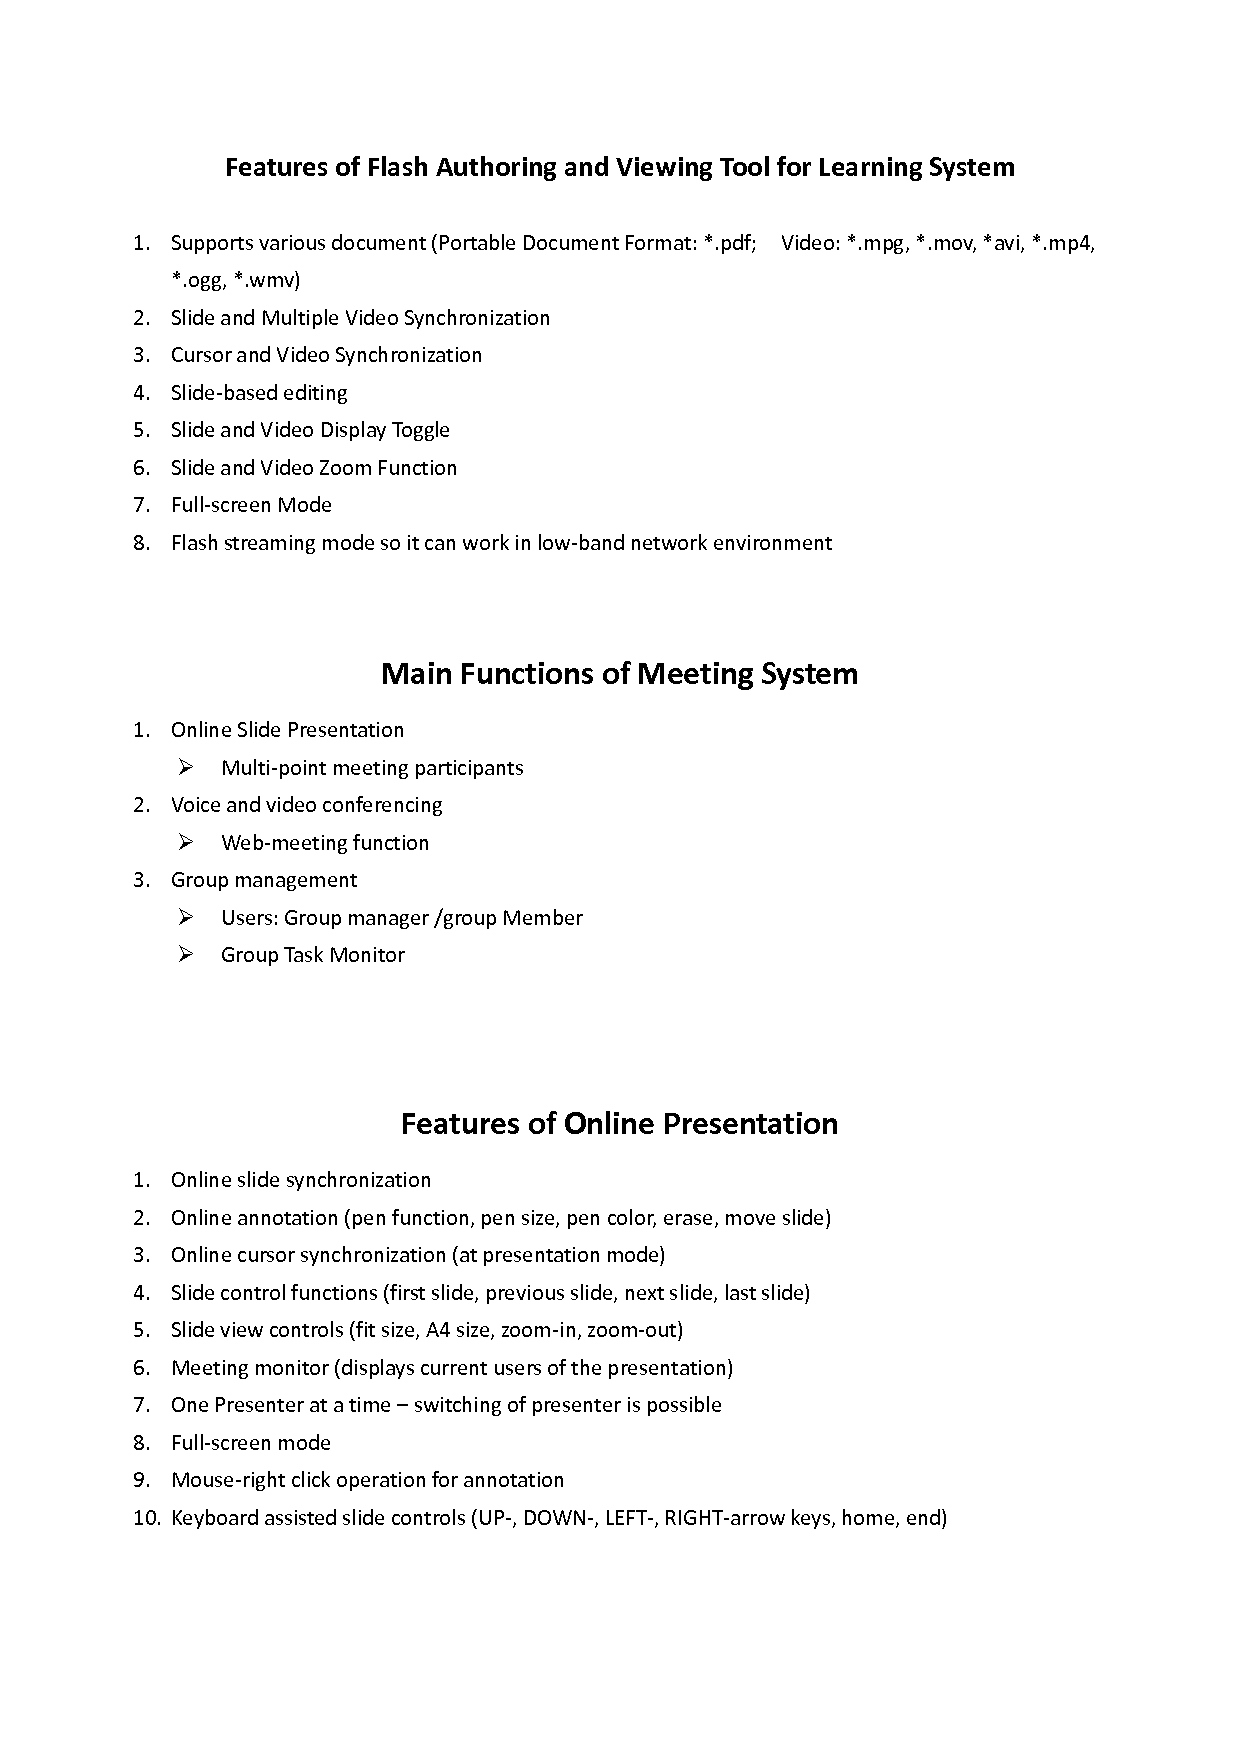 Features of Flash Authoring and Viewing Tool for Learning System
1. Supports various document (Portable Document Format: *.pdf; Video: *.mpg, *.mov, *avi, *.mp4,
*.ogg, *.wmv)
2. Slide and Multiple Video Synchronization
3. Cursor and Video Synchronization
4. Slide-based editing
5. Slide and Video Display Toggle
6. Slide and Video Zoom Function
7. Full-screen Mode
8. Flash streaming mode so it can work in low-band network environment
Main Functions of Meeting System
1. Online Slide Presentation
➢ Multi-point meeting participants
2. Voice and video conferencing
➢ Web-meeting function
3. Group management
➢ Users: Group manager /group Member
➢ Group Task Monitor
Features of Online Presentation
1. Online slide synchronization
2. Online annotation (pen function, pen size, pen color, erase, move slide)
3. Online cursor synchronization (at presentation mode)
4. Slide control functions (first slide, previous slide, next slide, last slide)
5. Slide view controls (fit size, A4 size, zoom-in, zoom-out)
6. Meeting monitor (displays current users of the presentation)
7. One Presenter at a time – switching of presenter is possible
8. Full-screen mode
9. Mouse-right click operation for annotation
10. Keyboard assisted slide controls (UP-, DOWN-, LEFT-, RIGHT-arrow keys, home, end)